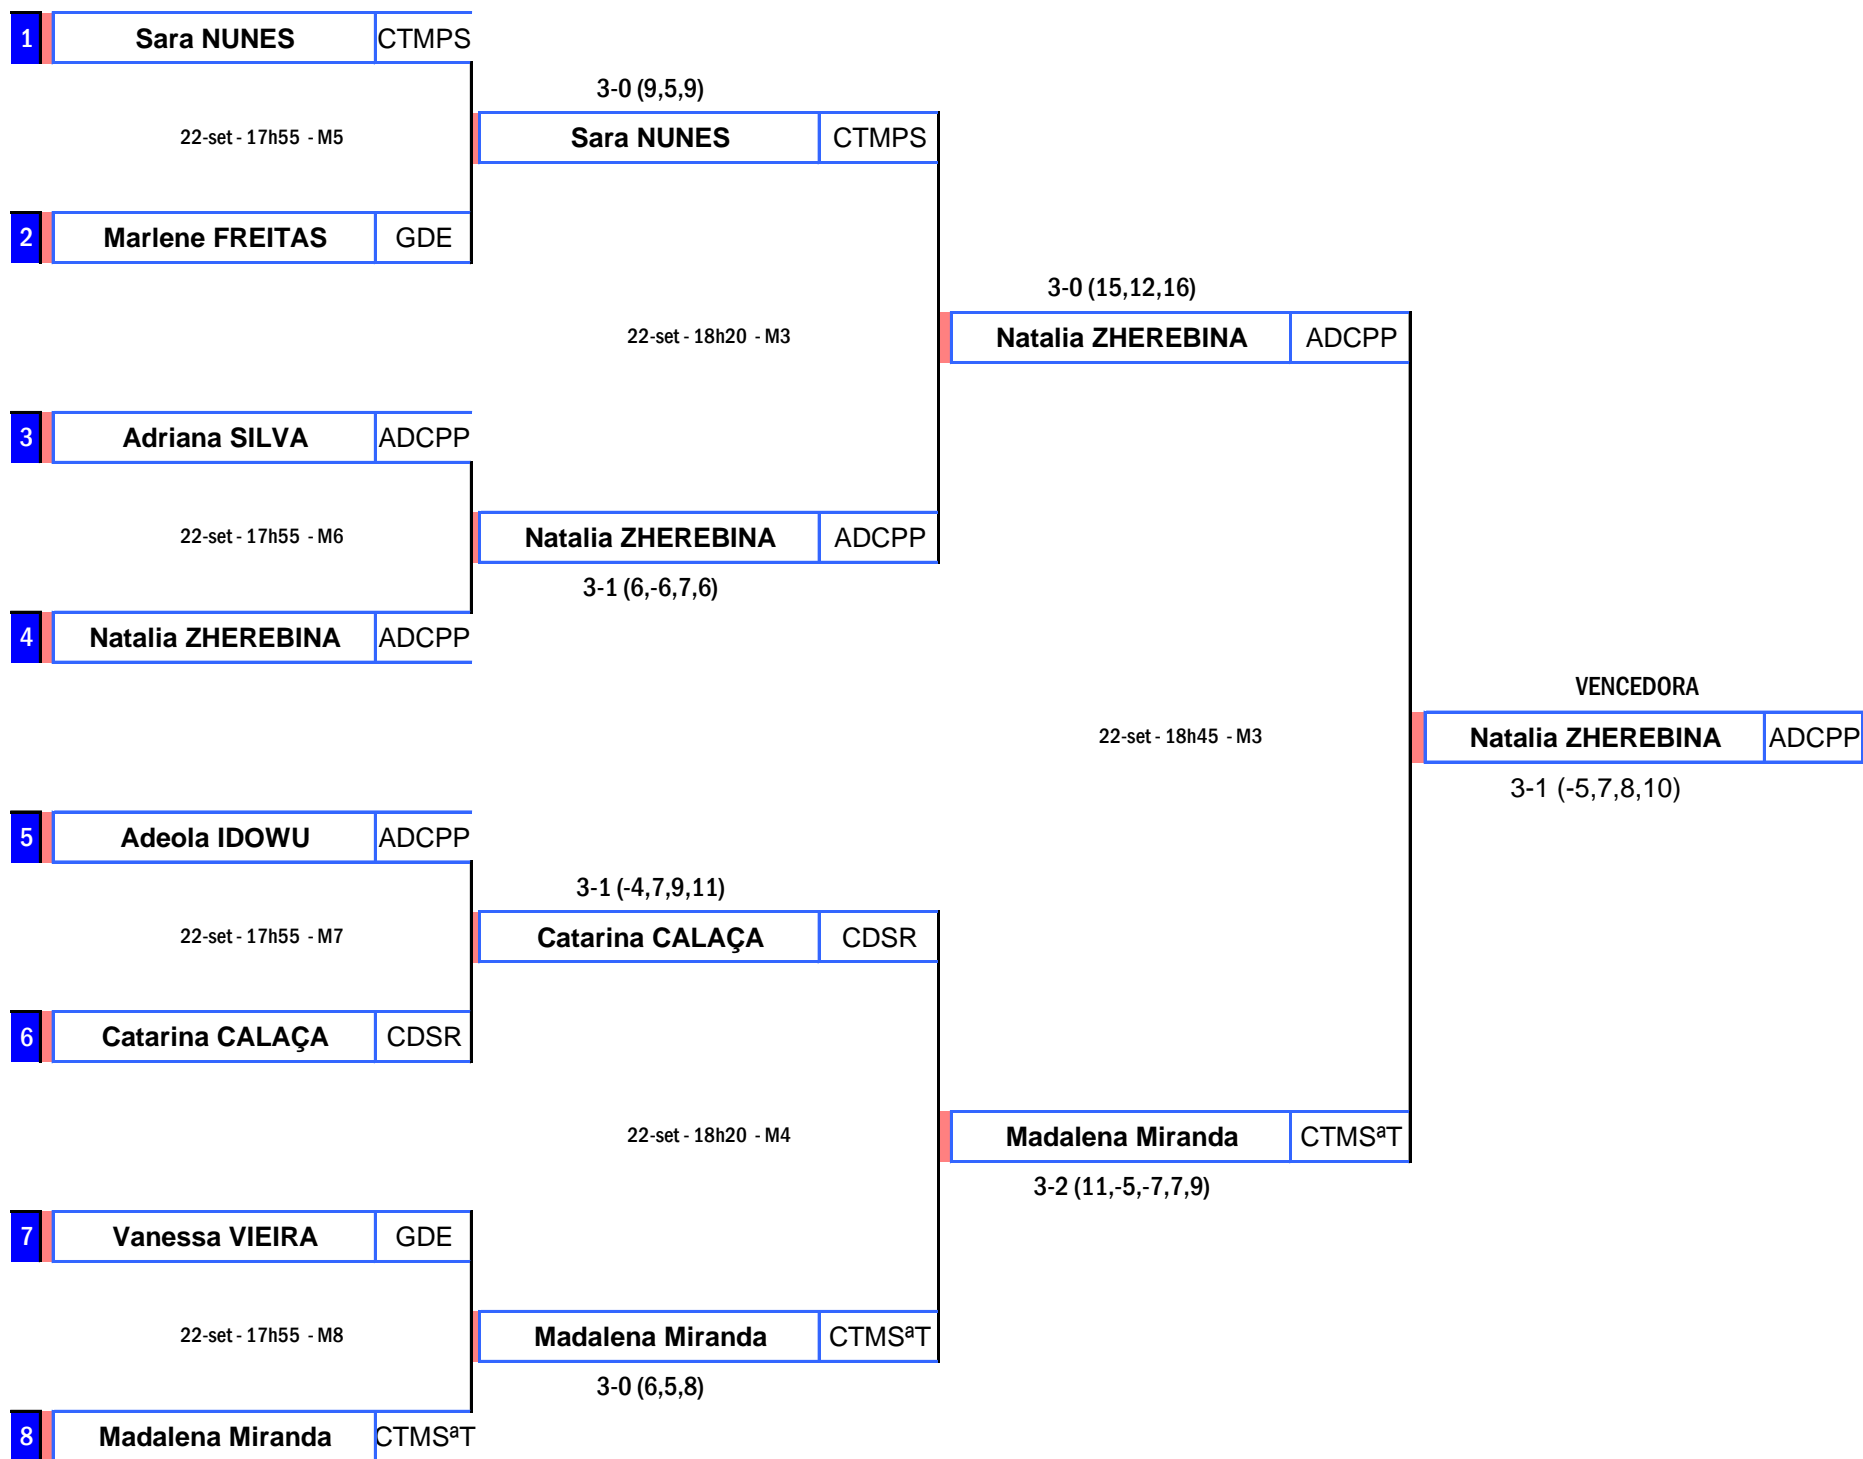 1 Sara NUNES CTMPS
3-0 (9,5,9)
22-set - 17h55 - M5
Sara NUNES CTMPS
2 Marlene FREITAS GDE
3-0 (15,12,16)
22-set - 18h20 - M3
Natalia ZHEREBINA ADCPP
3 Adriana SILVA ADCPP
22-set - 17h55 - M6
Natalia ZHEREBINA ADCPP
3-1 (6,-6,7,6)
4 Natalia ZHEREBINA ADCPP
VENCEDORA
22-set - 18h45 - M3
Natalia ZHEREBINA ADCPP
3-1 (-5,7,8,10)
5 Adeola IDOWU ADCPP
3-1 (-4,7,9,11)
22-set - 17h55 - M7
Catarina CALAÇA CDSR
6 Catarina CALAÇA CDSR
22-set - 18h20 - M4
Madalena Miranda CTMSªT
3-2 (11,-5,-7,7,9)
7 Vanessa VIEIRA GDE
22-set - 17h55 - M8
Madalena Miranda CTMSªT
3-0 (6,5,8)
8 Madalena Miranda CTMSªT